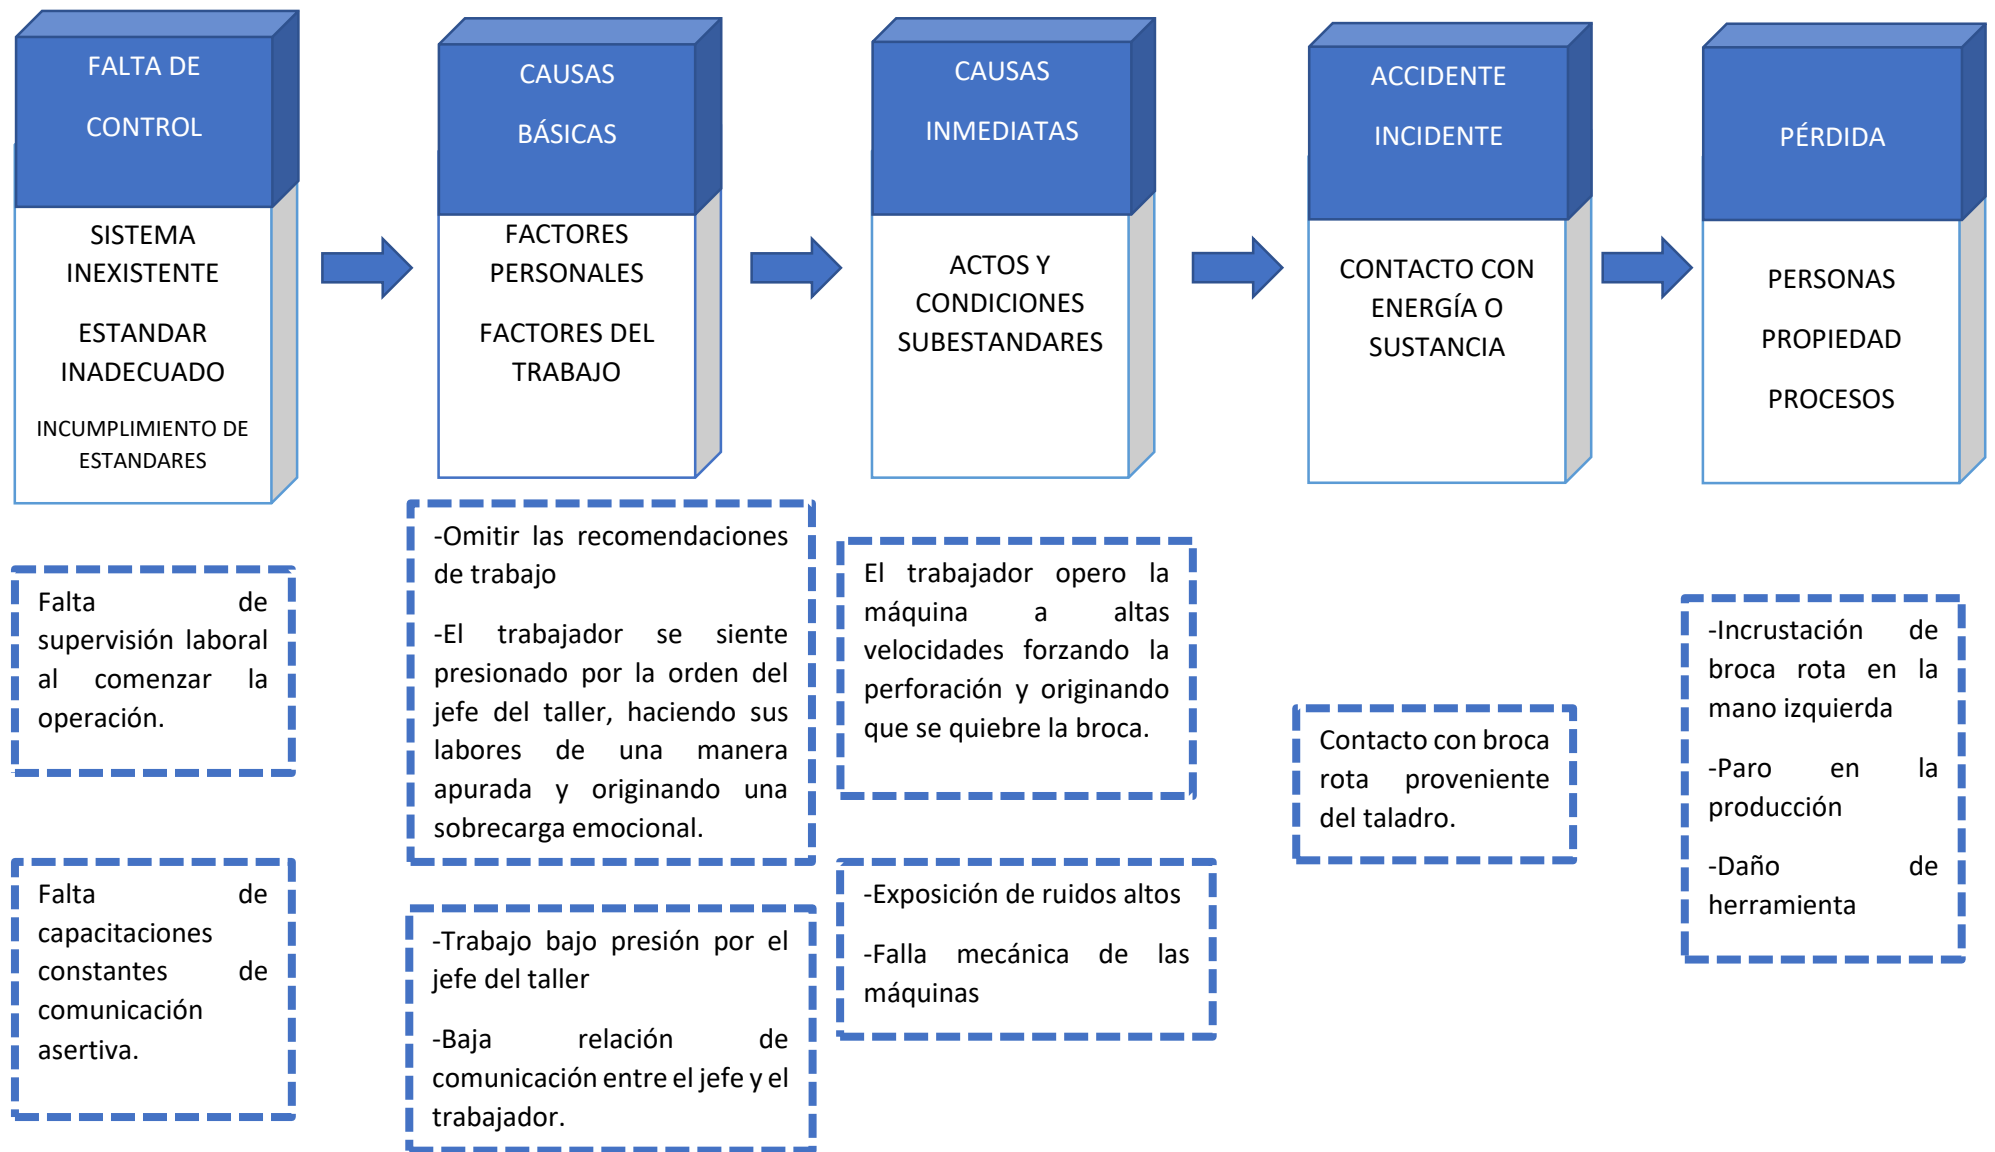 FALTA DE
CONTROL
SISTEMA
INEXISTENTE
ESTANDAR
INADECUADO
INCUMPLIMIENTO DE
ESTANDARES
CAUSAS
BÁSICAS
FACTORES
PERSONALES
FACTORES DEL
TRABAJO
CAUSAS
INMEDIATAS
ACTOS Y
CONDICIONES
SUBESTANDARES
ACCIDENTE
INCIDENTE
CONTACTO CON
ENERGÍA O
SUSTANCIA
PÉRDIDA
PERSONAS
PROPIEDAD
PROCESOS
Falta de
supervisión laboral
al comenzar la
operación.
Falta de
capacitaciones
constantes de
comunicación
asertiva.
-Omitir las recomendaciones
de trabajo
-El trabajador se siente
presionado por la orden del
jefe del taller, haciendo sus
labores de una manera
apurada y originando una
sobrecarga emocional.
-Trabajo bajo presión por el
jefe del taller
-Baja relación de
comunicación entre el jefe y el
trabajador.
El trabajador opero la
máquina a altas
velocidades forzando la
perforación y originando
que se quiebre la broca.
-Exposición de ruidos altos
-Falla mecánica de las
máquinas
Contacto con broca
rota proveniente
del taladro.
-Incrustación de
broca rota en la
mano izquierda
-Paro en la
producción
-Daño de
herramienta